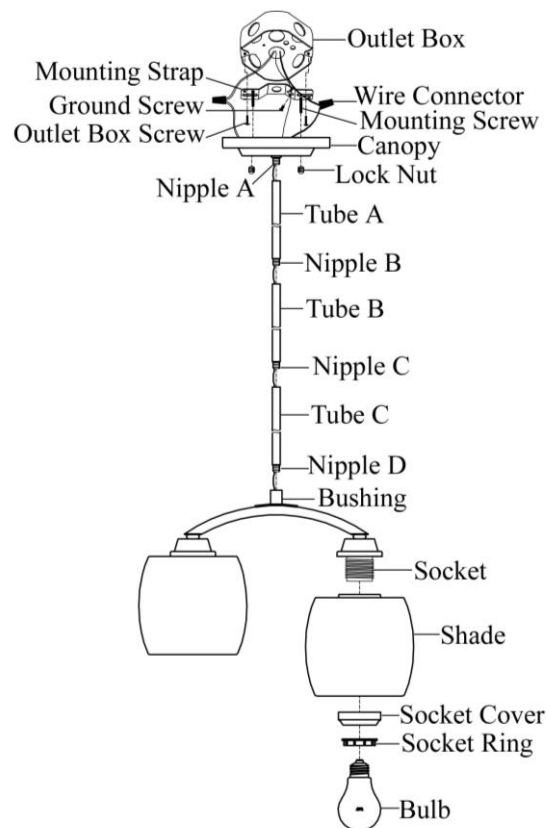 Outlet Box
Mounting Strap
Ground Screw
Wire Connector
Outlet Box Screw
Mounting Screw
Canopy
Nipple A
Lock Nut
Tube A
Nipple B
Tube B
Nipple C
Tube C
Nipple D
Bushing
Socket
Shade
Socket Cover
Socket Ring
Bulb